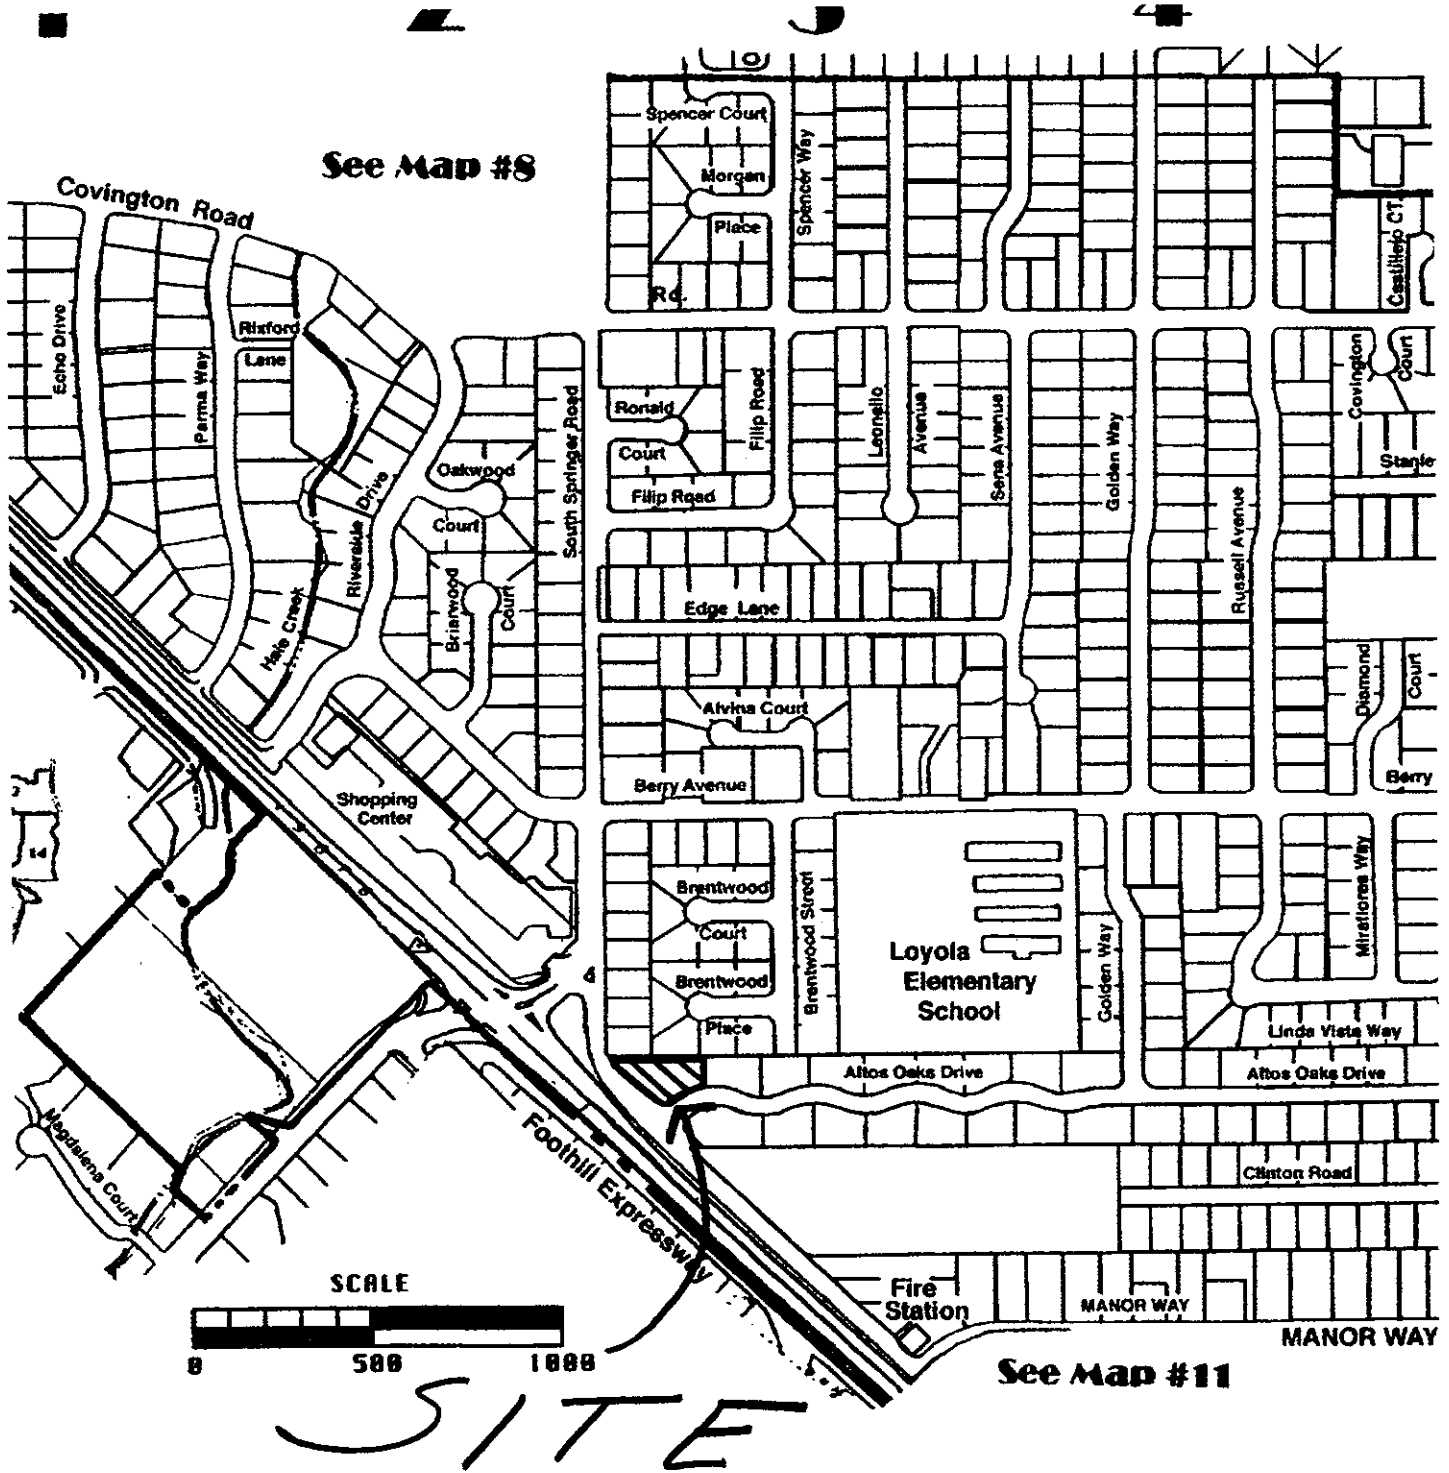 Spencer Court
See Map #8
Morgan
Place
Spencer Way
Covington Road
Rd.
Castillejo CT.
Echo Drive
Rixford
Lane
Parma Way
Riverside Drive
Hale Creek
Oakwood
Court
Briarwood
Court
South Springer Road
Ronald
Court
Filip Road
Filip Road
Leonello
Avenue
Sena Avenue
Golden Way
Russell Avenue
Covington
Court
Stanle
Edge Lane
Alvina Court
Berry Avenue
Diamond
Court
Berry
Shopping
Center
14
Brentwood
Court
Brentwood
Place
Brentwood Street
Loyola
Elementary
School
Golden Way
Miraflores Way
Linda Vista Way
Altos Oaks Drive
Altos Oaks Drive
Clinton Road
Magdalena Court
Foothill Expressway
Fire
Station
MANOR WAY
MANOR WAY
See Map #11
SCALE
0 500 1000
SITE